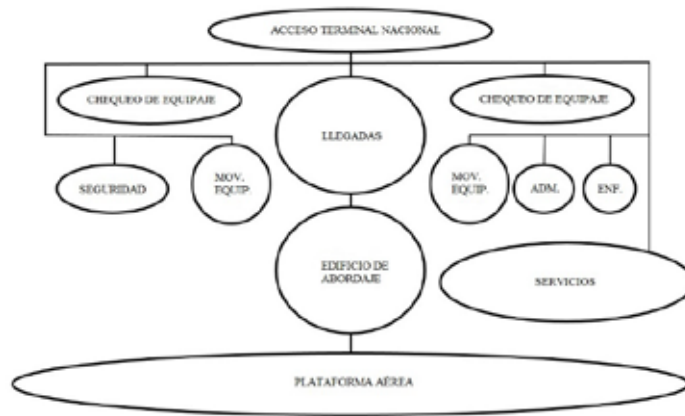 ACCESO TERMINAL NACIONAL
CHEQUEO DE EQUIPAJE
CHEQUEO DE EQUIPAJE
LLEGADAS
SEGURIDAD
MOV.
EQUIP.
MOV.
EQUIP.
ADM.
ENF.
EDIFICIO DE
ABORDAJE
SERVICIOS
PLATAFORMA AÉREA